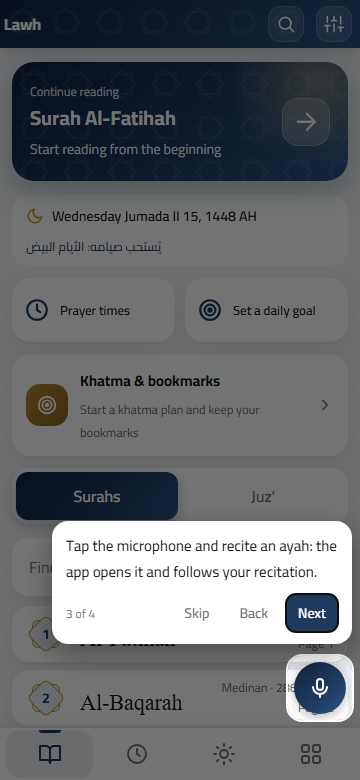 Lawh
Continue reading
Surah Al-Fatihah
Start reading from the beginning
Wednesday Jumada II 15, 1448 AH
يُستحب صيامه: الأيام البيض
Prayer times
Set a daily goal
Khatma & bookmarks
Start a khatma plan and keep your
bookmarks
Surahs
Juz'
Tap the microphone and recite an ayah: the
app opens it and follows your recitation.
3 of 4
Skip
Back
Next
1
Page 1
2
Al-Baqarah
Medinan